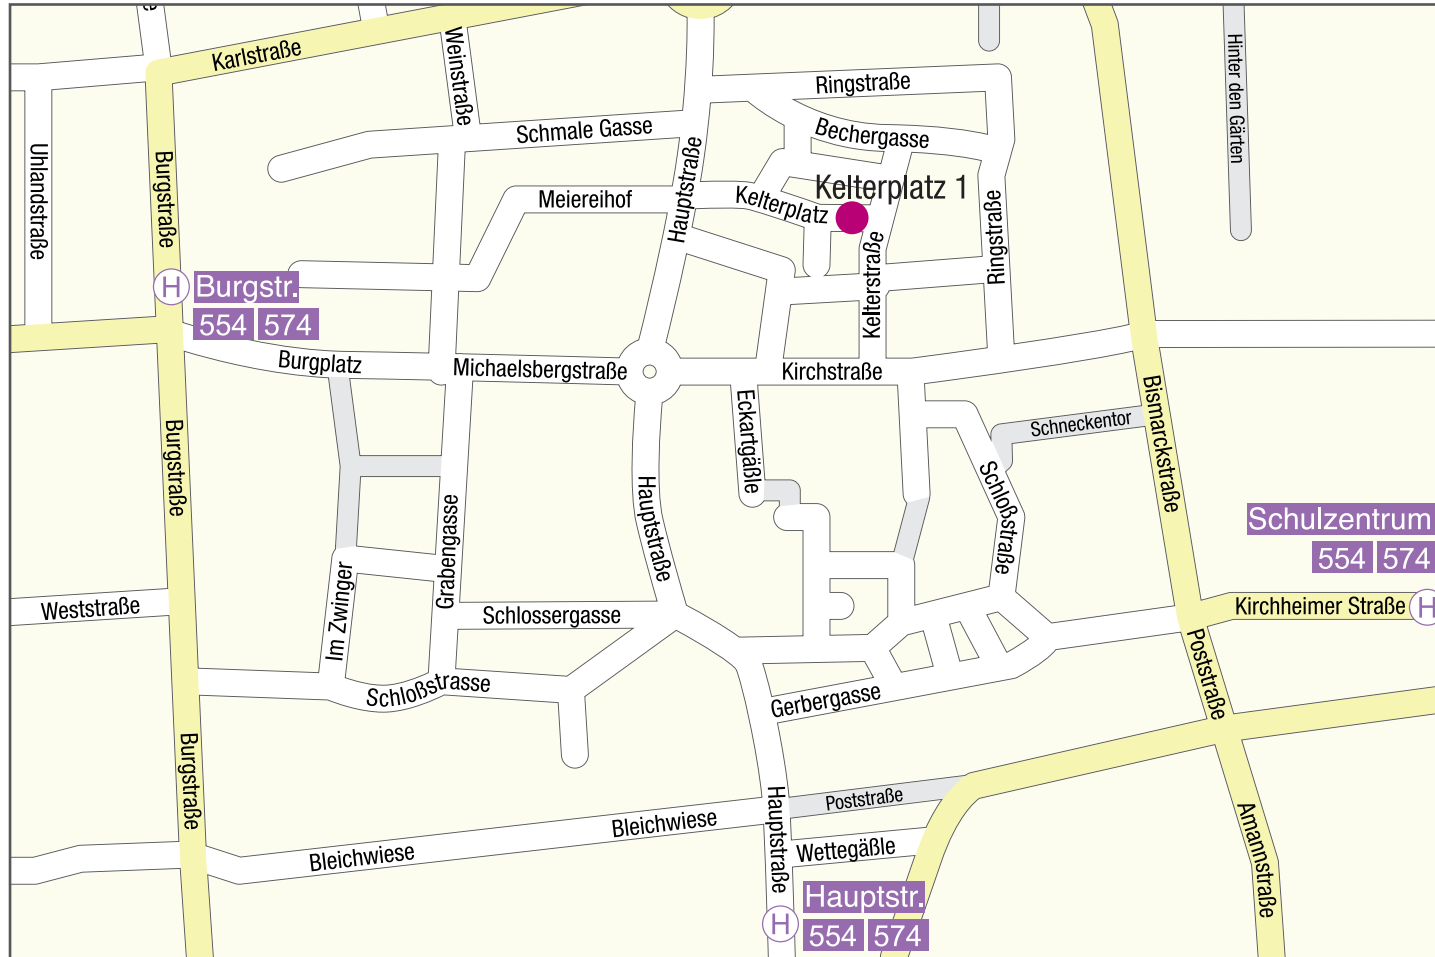 e
Karlstraße
Weinstraße
Ringstraße
Hinter den Gärten
Schmale Gasse
Bechergasse
Uhlandstraße
Burgstraße
Hauptstraße
Meiereihof
Kelterplatz
Kelterplatz 1
Ringstraße
Kelterstraße
H
Burgstr.
554 574
Burgplatz
Michaelsbergstraße
Kirchstraße
Eckartgäßle
Bismarckstraße
Schneckentor
Burgstraße
Schloßstraße
Hauptstraße
Grabengasse
Schulzentrum
554 574
Im Zwinger
Weststraße
Schlossergasse
Kirchheimer Straße
H
Poststraße
Schloßstrasse
Gerbergasse
Burgstraße
Hauptstraße
Poststraße
Bleichwiese
Bleichwiese
Wettegäßle
Amannstraße
Hauptstr.
H
554 574